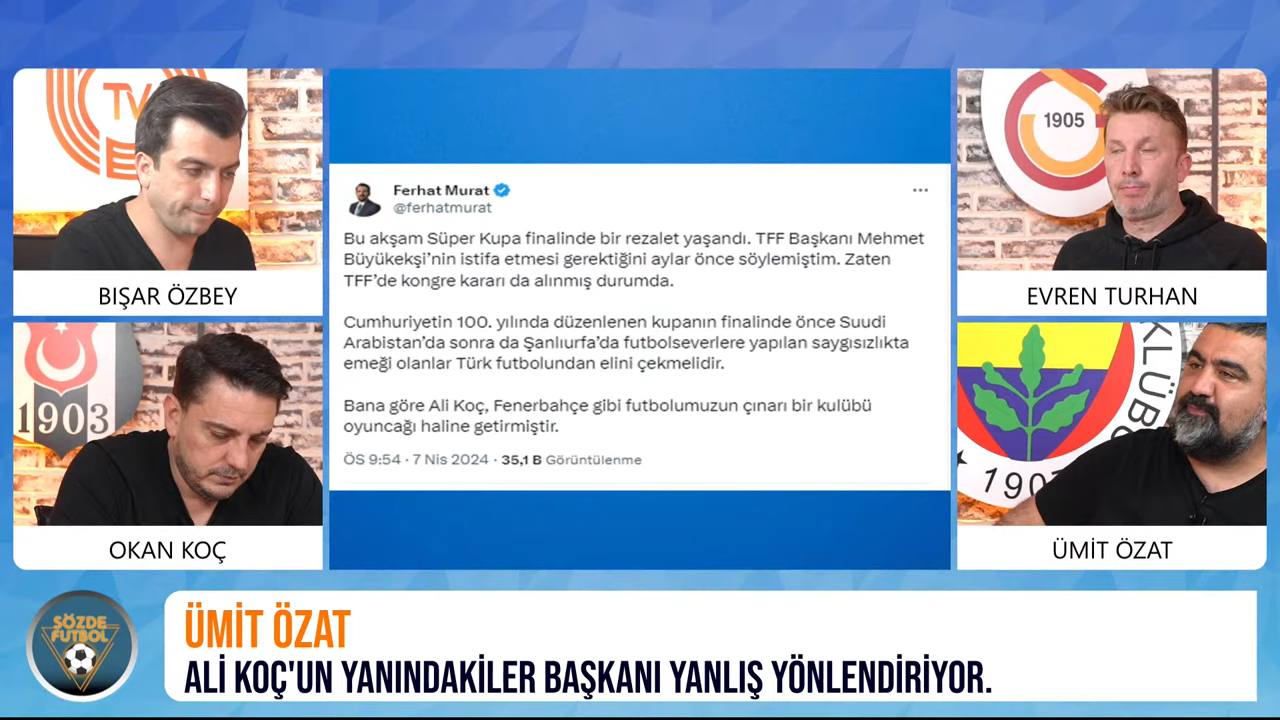 TV
BIŞAR ÖZBEY
1903
OKAN KOÇ
Ferhat Murat
@ferhatmurat
Bu akşam Süper Kupa finalinde bir rezalet yaşandı. TFF Başkanı Mehmet
Büyükekşi’nin istifa etmesi gerektiğini aylar önce söylemiştim. Zaten
TFF’de kongre kararı da alınmış durumda.
Cumhuriyetin 100. yılında düzenlenen kupanın finalinde önce Suudi
Arabistan’da sonra da Şanlıurfa’da futbolseverlere yapılan saygısızlıkta
emeği olanlar Türk futbolundan elini çekmelidir.
Bana göre Ali Koç, Fenerbahçe gibi futbolumuzun çınarı bir kulübü
oyuncağı haline getirmiştir.
ÖS 9:54 · 7 Nis 2024 · 35,1 B Görüntülenme
1905
EVREN TURHAN
KLÜB
190
ÜMİT ÖZAT
SÖZDE
FUTBOL
ÜMİT ÖZAT
ALİ KOÇ'UN YANINDAKİLER BAŞKANI YANLIŞ YÖNLENDİRİYOR.